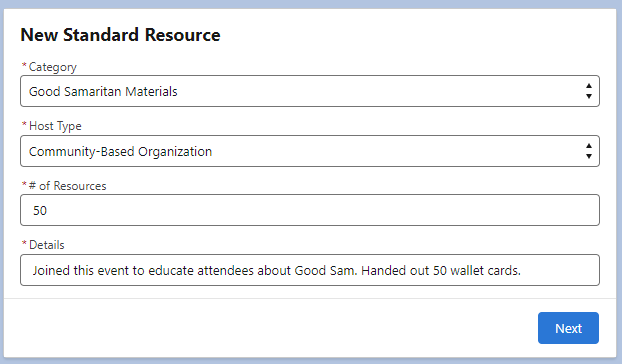 New Standard Resource
* Category
Good Samaritan Materials
* Host Type
Community-Based Organization
* # of Resources
50
* Details
Joined this event to educate attendees about Good Sam. Handed out 50 wallet cards.
Next